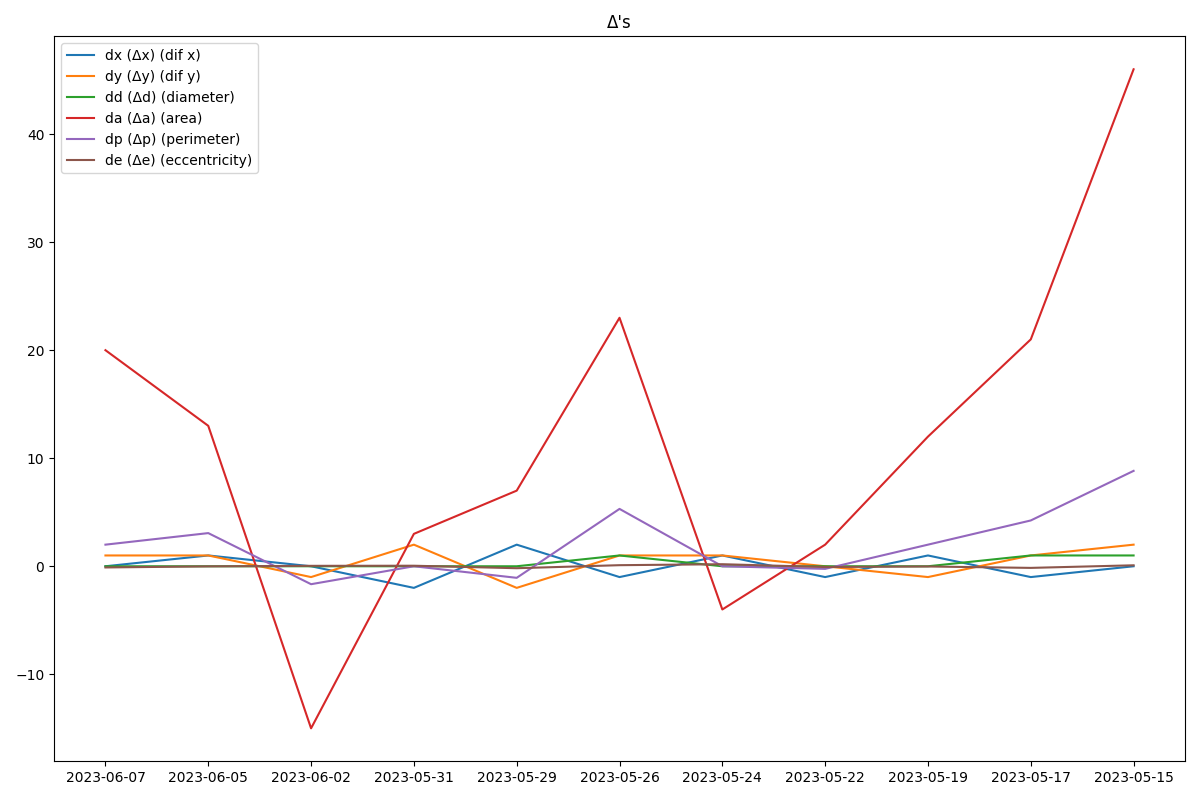 Δ's
dx (Δx) (dif x)
dy (Δy) (dif y)
dd (Δd) (diameter)
da (Δa) (area)
dp (Δp) (perimeter)
de (Δe) (eccentricity)
40
30
20
10
0
−10
2023-06-07 2023-06-05 2023-06-02 2023-05-31 2023-05-29 2023-05-26 2023-05-24 2023-05-22 2023-05-19 2023-05-17 2023-05-15